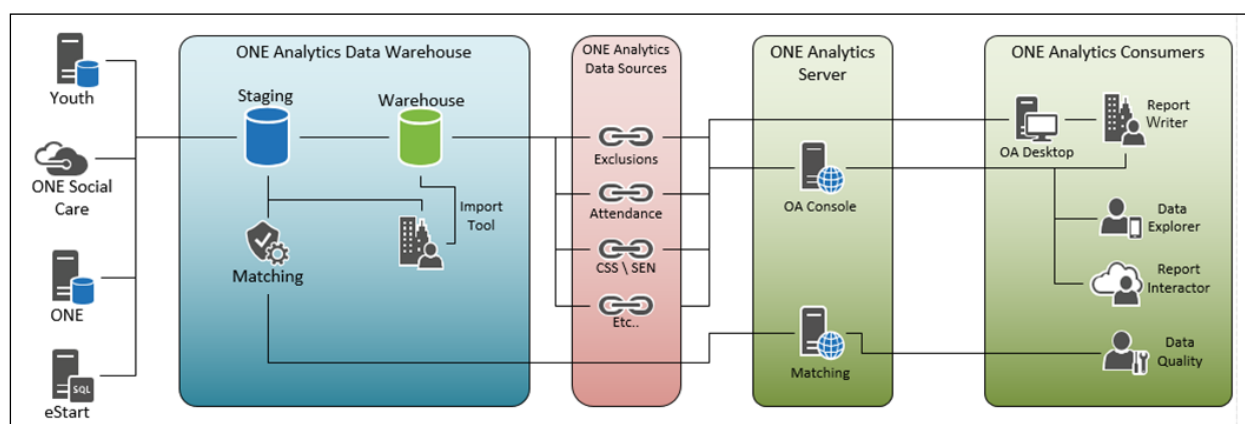 Youth
ONE Social
Care
ONE
SQL
eStart
ONE Analytics Data Warehouse
Staging
Warehouse
Import
Tool
Matching
ONE Analytics
Data Sources
Exclusions
Attendance
CSS \ SEN
Etc..
ONE Analytics
Server
OA Console
Matching
ONE Analytics Consumers
OA Desktop
Report
Writer
Data
Explorer
Report
Interactor
Data
Quality